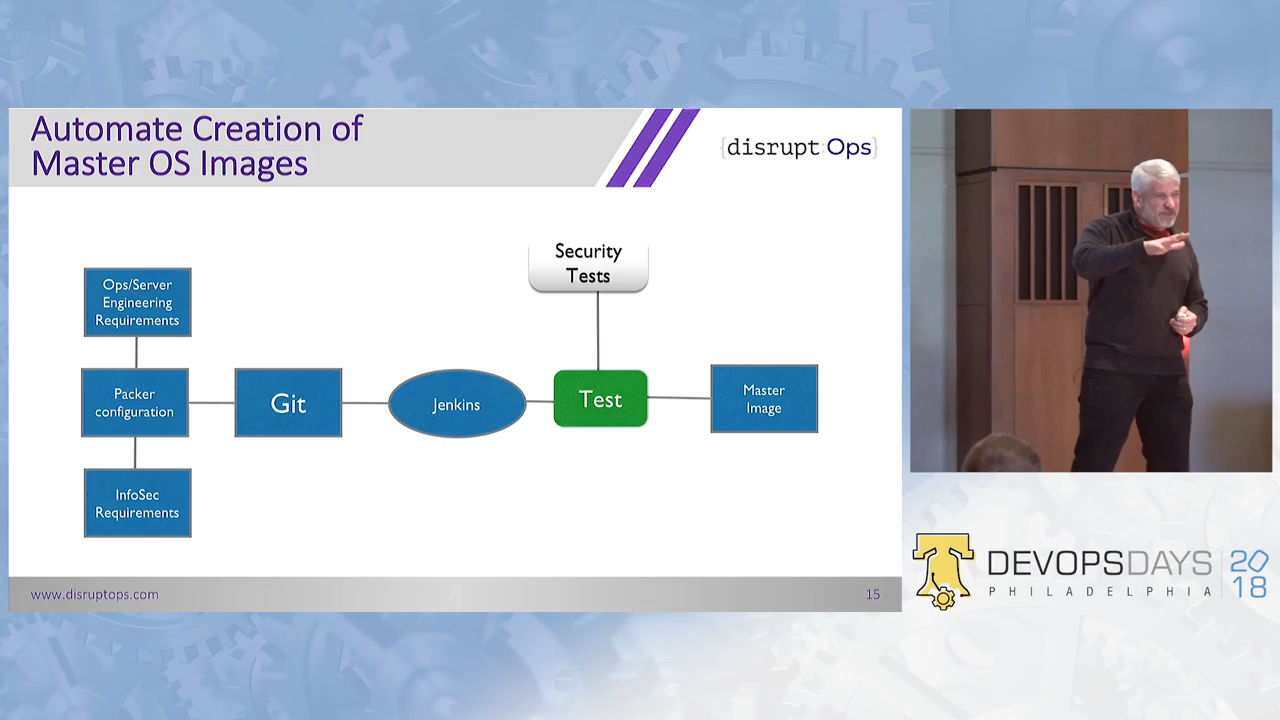 Automate Creation of
Master OS Images
{disrupt:Ops}
Security
Tests
Ops/Server
Engineering
Requirements
Packer
configuration
Git
Jenkins
Test
Master
Image
InfoSec
Requirements
www.disruptops.com
15
DEVOPSDAYS
PHILADELPHIA
20
18